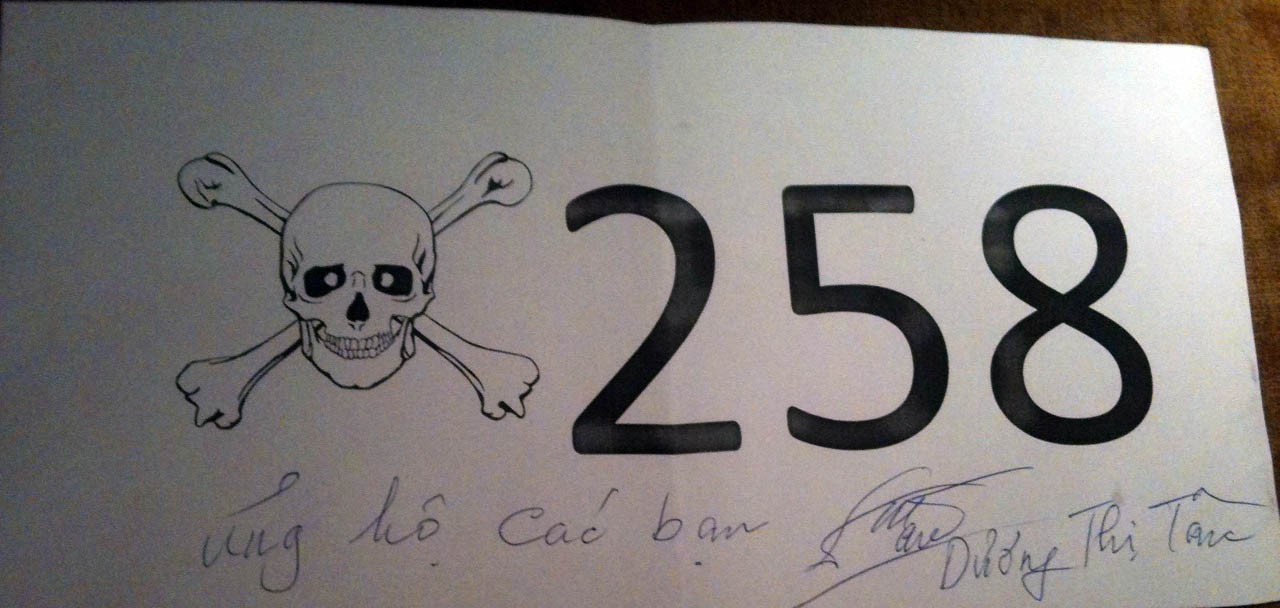 258
ủng hộ các bạn Dương Thị Tân